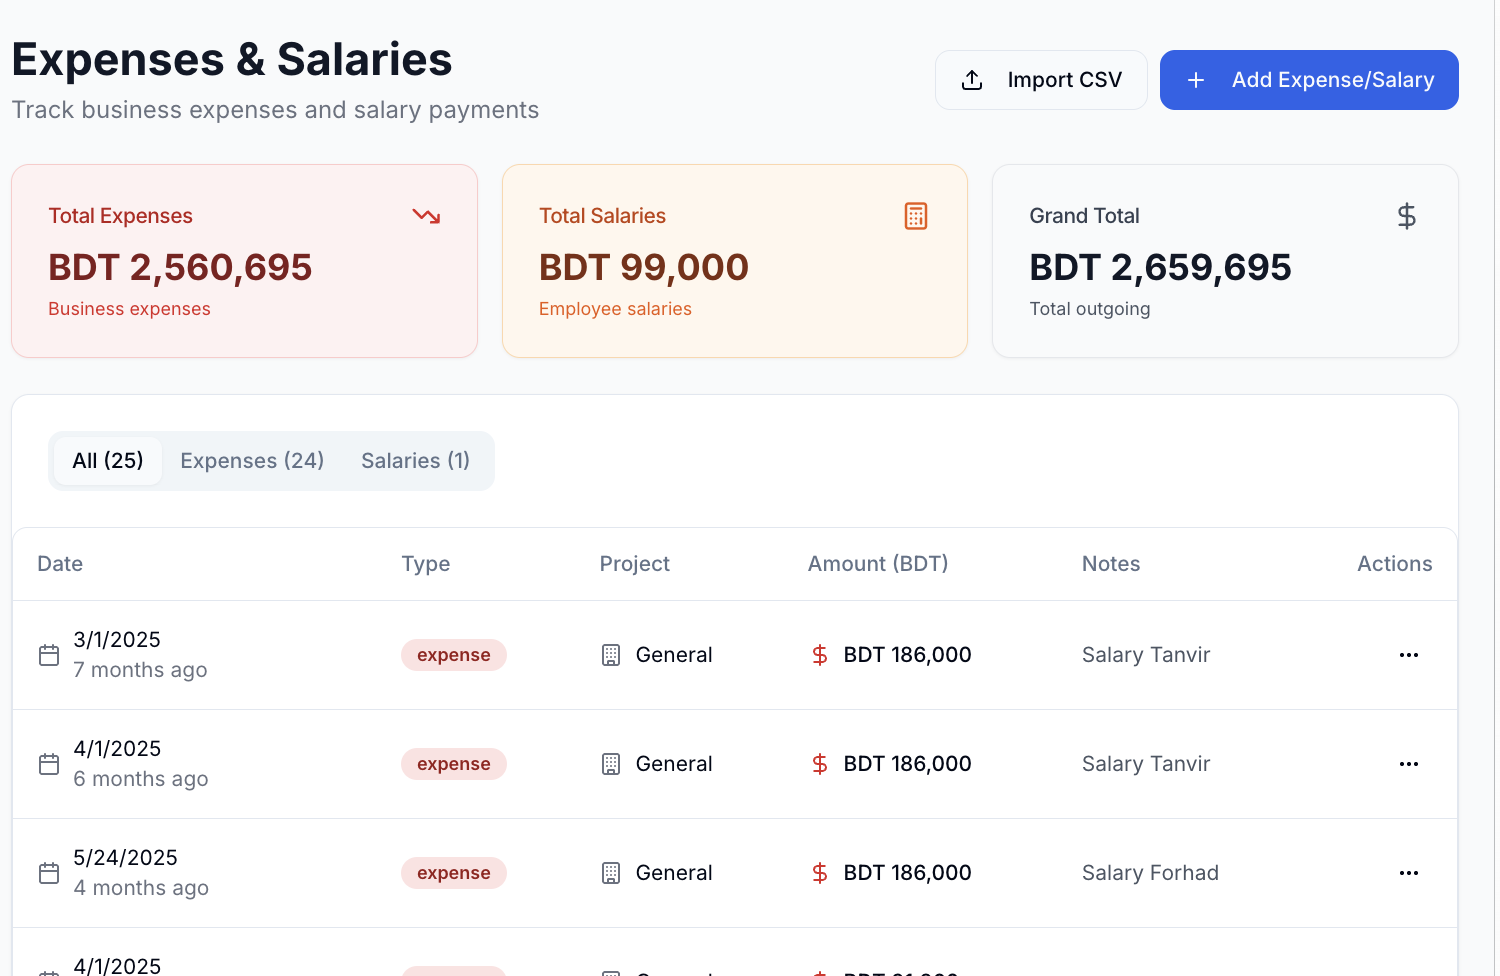 Expenses & Salaries
Track business expenses and salary payments
Import CSV
Add Expense/Salary
Total Expenses
BDT 2,560,695
Business expenses
Total Salaries
BDT 99,000
Employee salaries
Grand Total
BDT 2,659,695
Total outgoing
All (25) Expenses (24) Salaries (1)
Date Type Project Amount (BDT) Notes Actions
3/1/2025
7 months ago
expense General BDT 186,000 Salary Tanvir
4/1/2025
6 months ago
expense General BDT 186,000 Salary Tanvir
5/24/2025
4 months ago
expense General BDT 186,000 Salary Forhad
4/1/2025